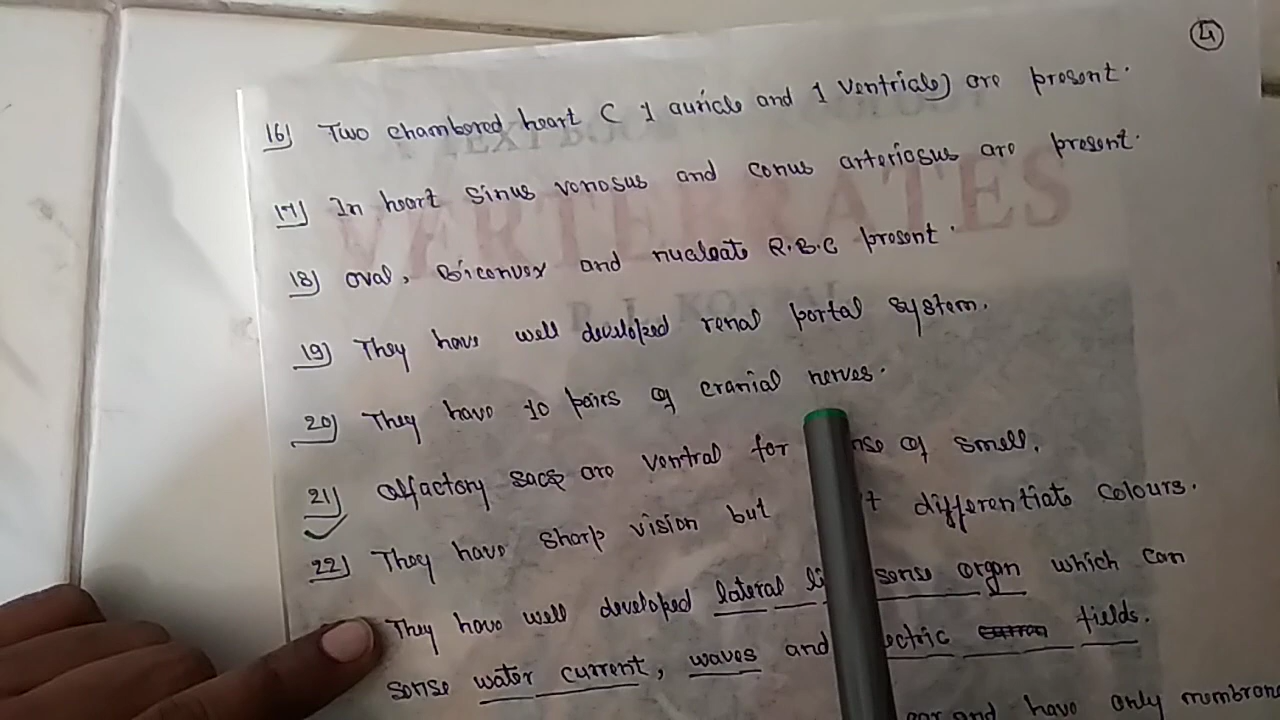 4
16) Two chambered heart ( 1 auricle and 1 Ventricle) are present.
17) In heart sinus venosus and conus arteriosus are present.
18) oval, Biconvex and nucleate R.B.C present.
19) They have well developed renal portal system.
20) They have 10 pairs of cranial nerves.
21) olfactory sacs are ventral for of smell.
22) They have sharp vision but differentiate colours.
They have well developed lateral sense organ which can
sense water current, waves and fields.
and have only
VERTEBRATES